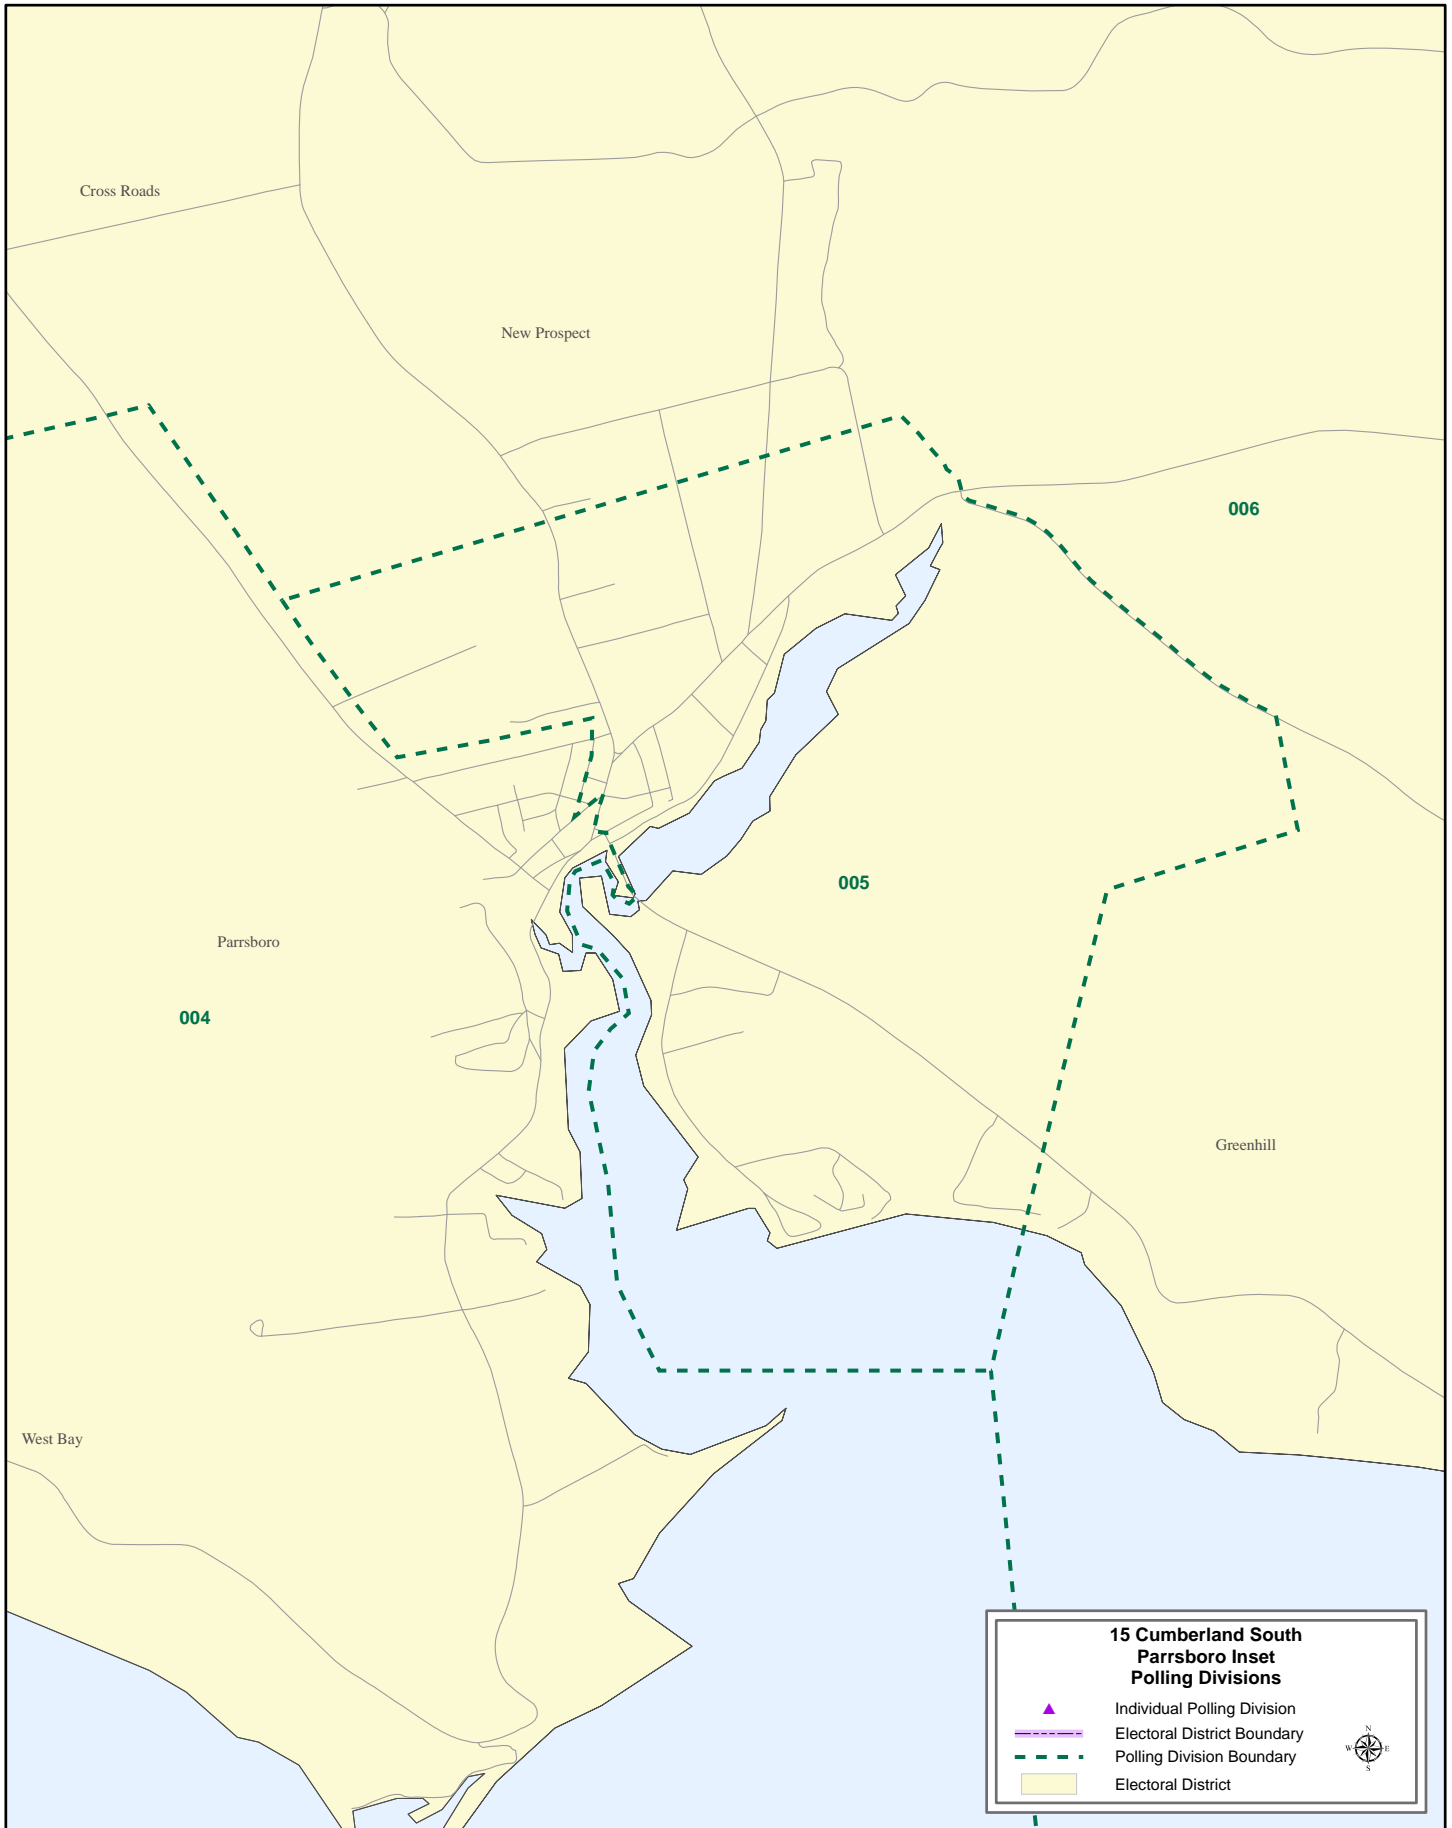 Cross Roads
New Prospect
006
005
Parrsboro
004
Greenhill
West Bay
15 Cumberland South
Parrsboro Inset
Polling Divisions
Individual Polling Division
Electoral District Boundary
Polling Division Boundary
Electoral District
N
W E
S